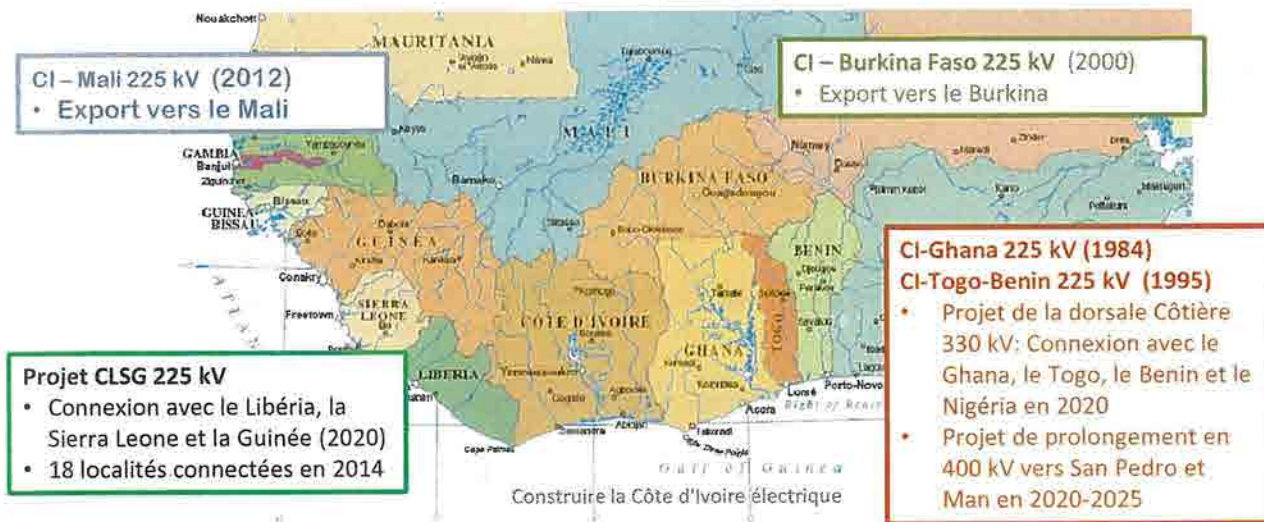 Nouakchott
MAURITANIA
CI – Mali 225 kV (2012)
• Export vers le Mali
CI – Burkina Faso 225 kV (2000)
• Export vers le Burkina
MALI
GAMBIA
Banjul
Bamako
BURKINA FASO
Ouagadougou
Niamey
Bissau
GUINEA-
BISSAU
GUINEA
Conakry
SIERRA
LEONE
Freetown
CÔTE D'IVOIRE
BENIN
TOGO
GHANA
LIBERIA
Lomé
Porto-Novo
Accra
Abidjan
Takoradi
Cape Palmas
Gulf of Guinea
CI-Ghana 225 kV (1984)
CI-Togo-Benin 225 kV (1995)
• Projet de la dorsale Côtière
330 kV: Connexion avec le
Ghana, le Togo, le Benin et le
Nigéria en 2020
• Projet de prolongement en
400 kV vers San Pedro et
Man en 2020-2025
Projet CLSG 225 kV
• Connexion avec le Libéria, la
Sierra Leone et la Guinée (2020)
• 18 localités connectées en 2014
Construire la Côte d'Ivoire électrique